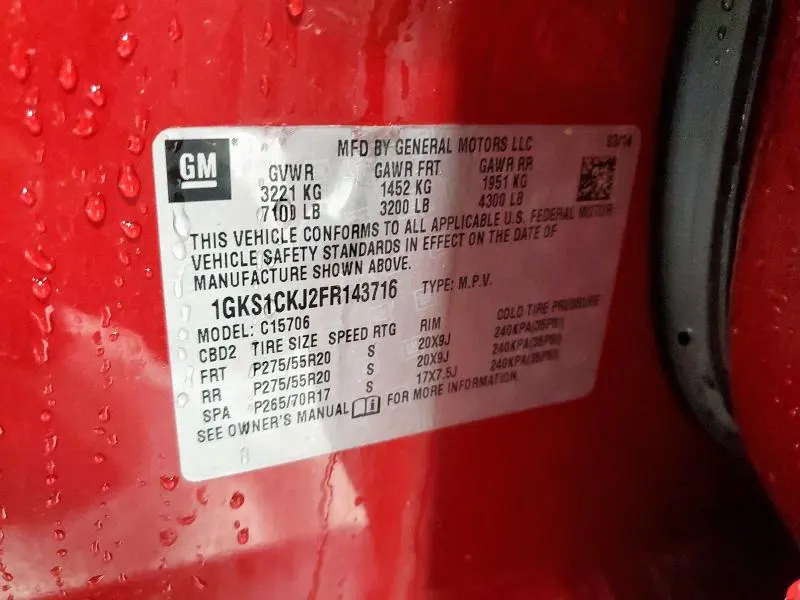 GM
MFD BY GENERAL MOTORS LLC 03/14
GVWR GAWR FRT GAWR RR
3221 KG 1452 KG 1951 KG
7100 LB 3200 LB 4300 LB
THIS VEHICLE CONFORMS TO ALL APPLICABLE U.S. FEDERAL MOTOR
VEHICLE SAFETY STANDARDS IN EFFECT ON THE DATE OF
MANUFACTURE SHOWN ABOVE.
1GKS1CKJ2FR143716 TYPE: M.P.V.
MODEL: C15706
CBD2 TIRE SIZE SPEED RTG RIM COLD TIRE PRESSURE
FRT P275/55R20 S 20X9J 240KPA(35PSI)
RR P275/55R20 S 20X9J 240KPA(35PSI)
SPA P265/70R17 S 17X7.5J 240KPA(35PSI)
SEE OWNER'S MANUAL FOR MORE INFORMATION.